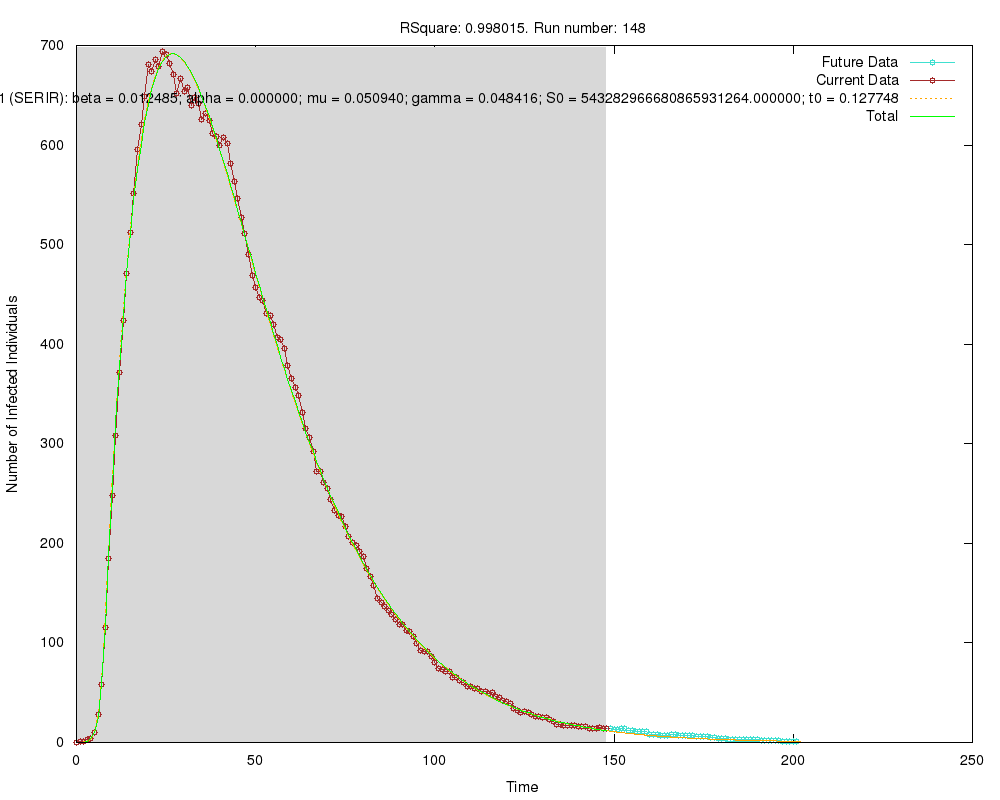 RSquare: 0.998015. Run number: 148
Future Data
Current Data
1 (SERIR): beta = 0.012485; alpha = 0.000000; mu = 0.050940; gamma = 0.048416; S0 = 543282966680865931264.000000; t0 = 0.127748
Total
700
600
500
400
300
200
100
0
Number of Infected Individuals
0 50 100 150 200 250
Time